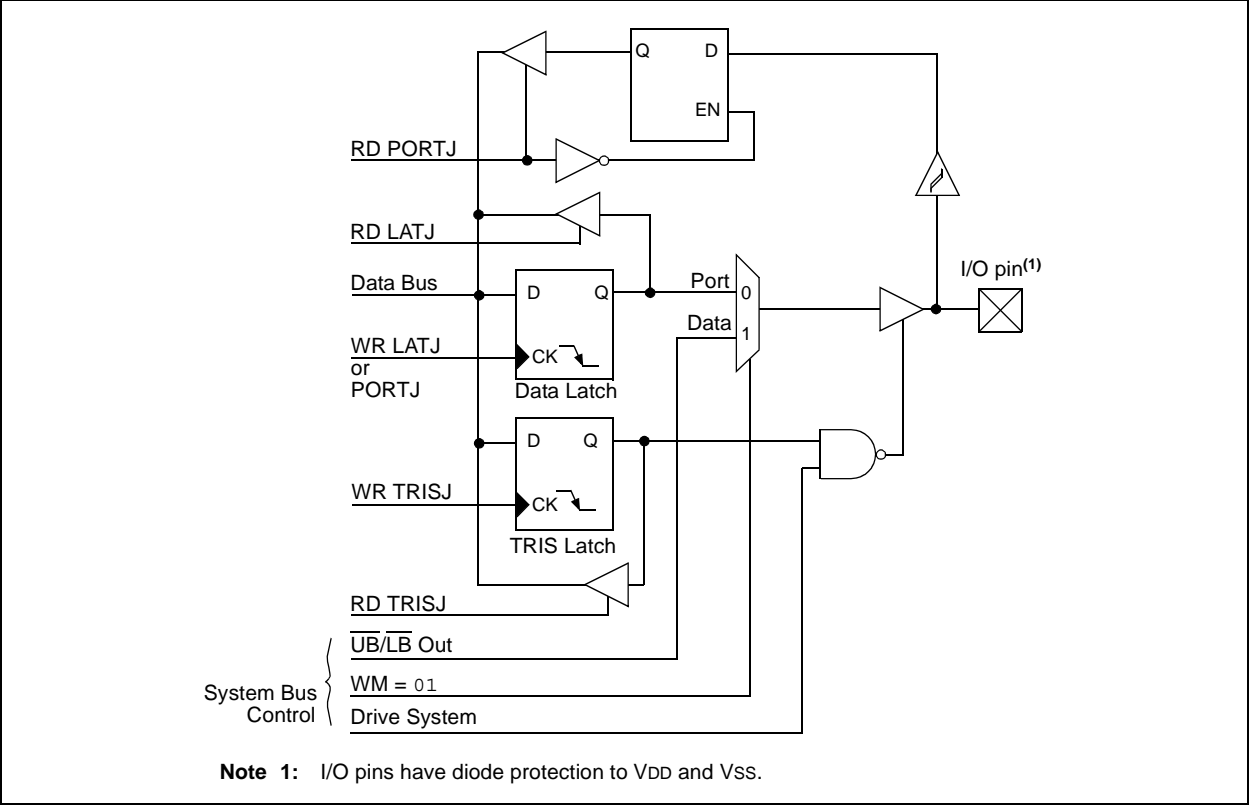 Q D
EN
RD PORTJ
RD LATJ
I/O pin(1)
Data Bus
D Q
Port
0
Data
1
WR LATJ
or
PORTJ
CK
Data Latch
D Q
WR TRISJ
CK
TRIS Latch
RD TRISJ
U̅B̅/L̅B̅ Out
WM = 01
System Bus
Control
Drive System
Note 1: I/O pins have diode protection to VDD and VSS.